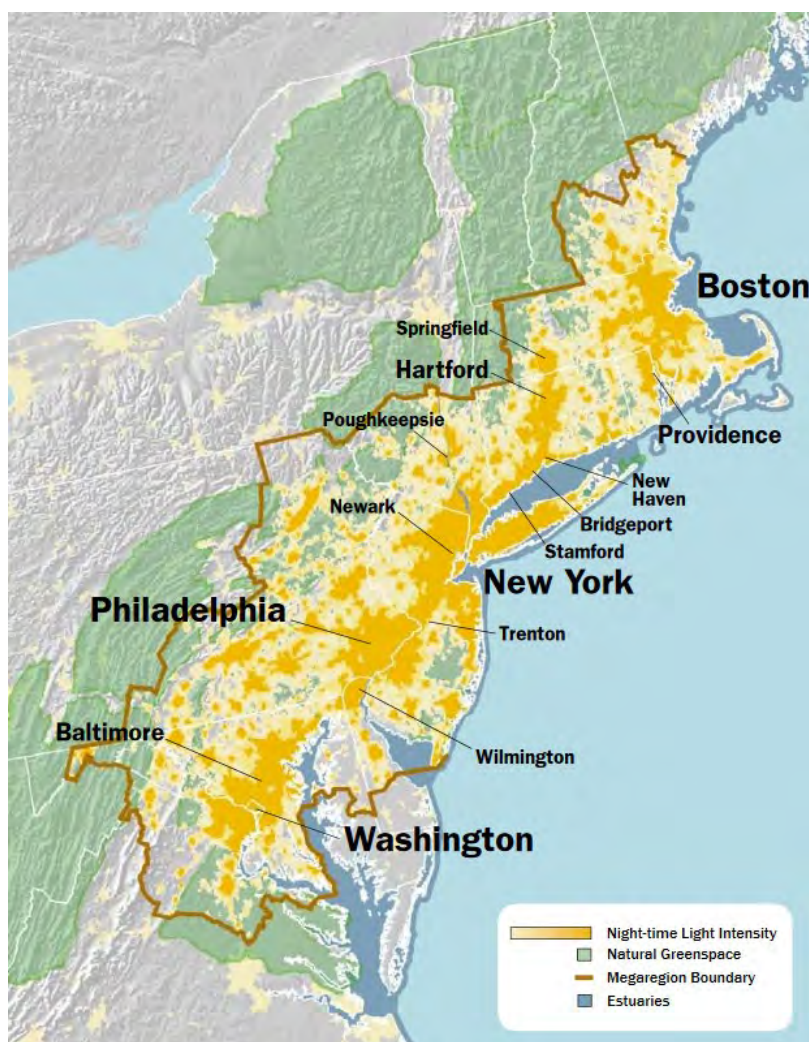 Boston
Springfield
Hartford
Poughkeepsie
Providence
New
Haven
Newark
Bridgeport
Stamford
New York
Philadelphia
Trenton
Baltimore
Wilmington
Washington
Night-time Light Intensity
Natural Greenspace
Megaregion Boundary
Estuaries